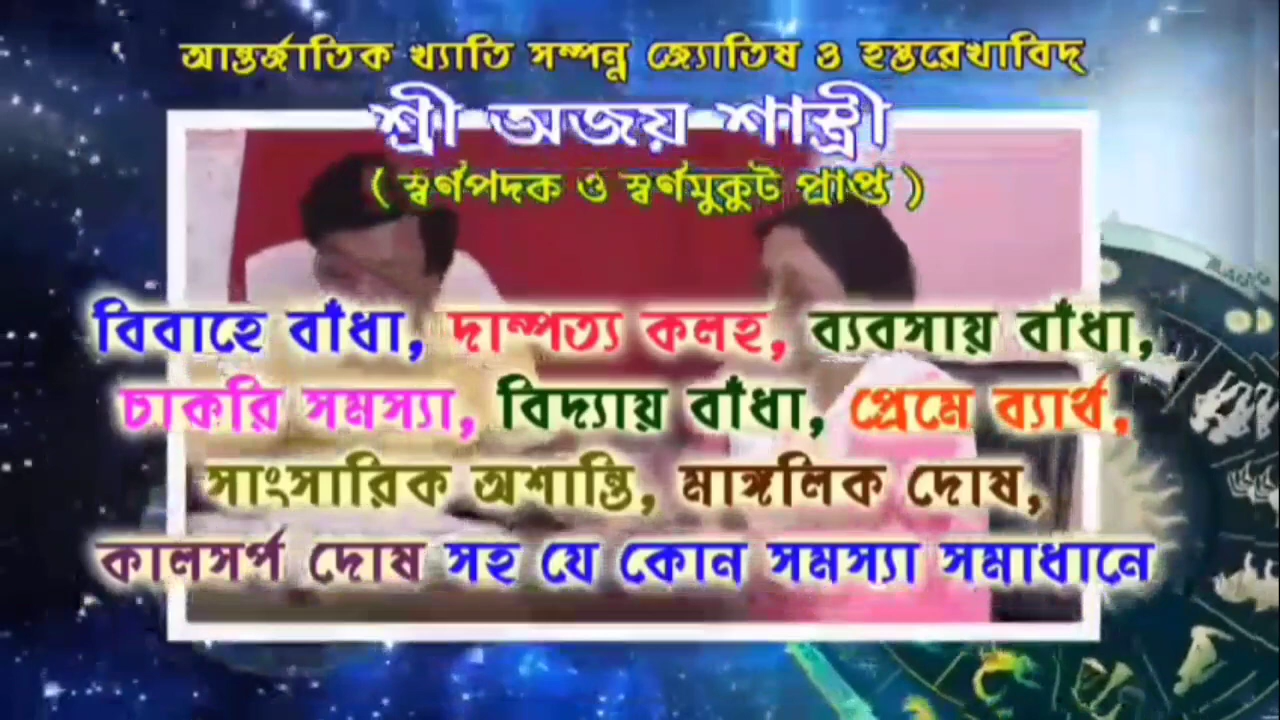 আন্তর্জাতিক খ্যাতি সম্পন্ন জ্যোতিষ ও হস্তরেখাবিদ
শ্রী অজয় শাস্ত্রী
( স্বর্ণপদক ও স্বর্ণমুকুট প্রাপ্ত )
বিবাহে বাঁধা, দাম্পত্য কলহ, ব্যবসায় বাঁধা,
চাকরি সমস্যা, বিদ্যায় বাঁধা, প্রেমে ব্যার্থ,
সাংসারিক অশান্তি, মাঙ্গলিক দোষ,
কালসর্প দোষ সহ যে কোন সমস্যা সমাধানে